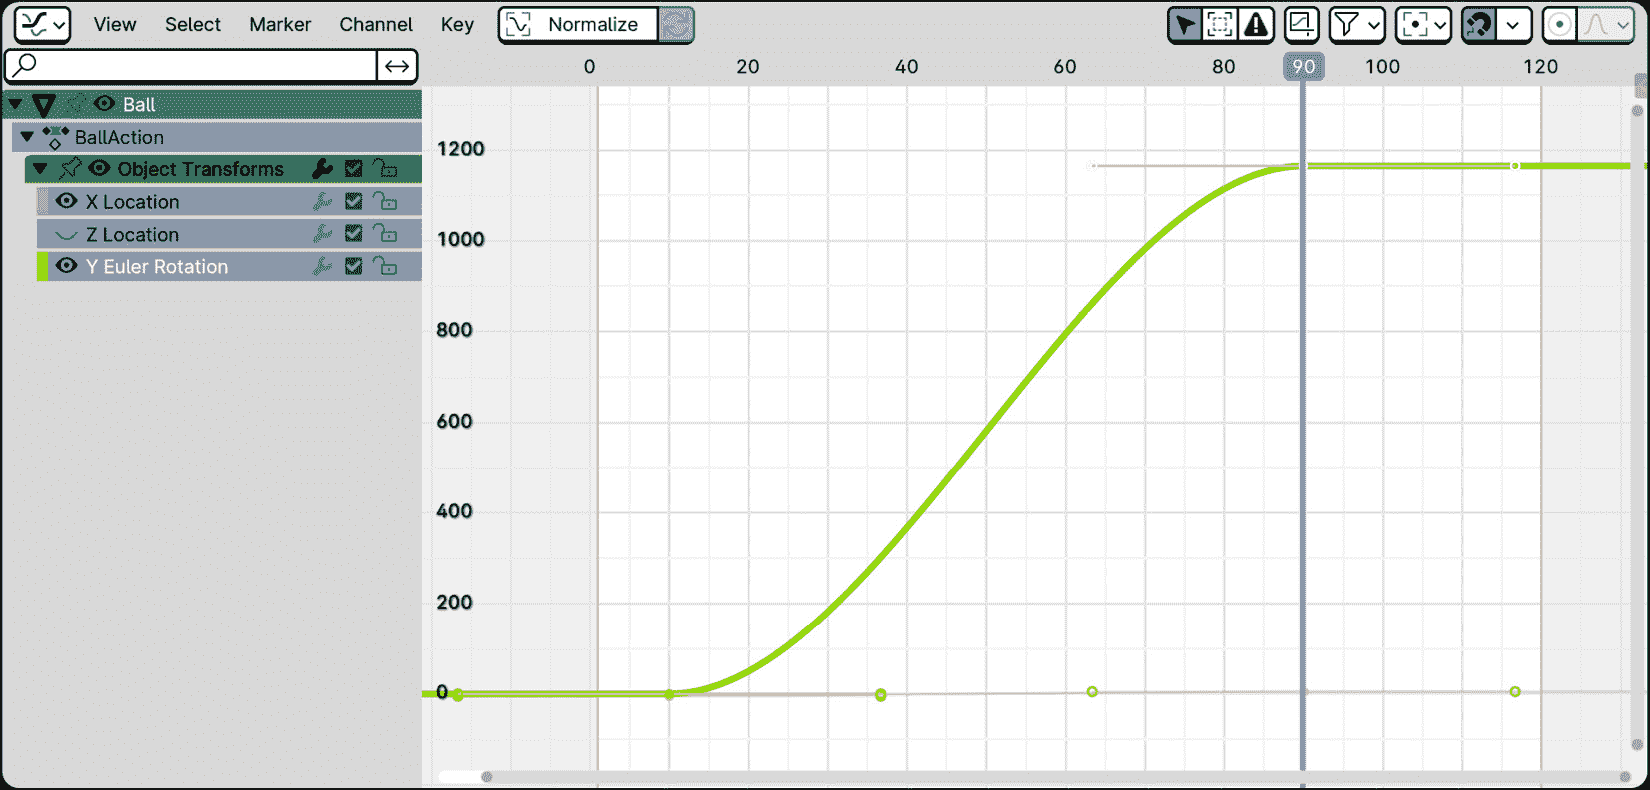 View Select Marker Channel Key Normalize
0 20 40 60 80 90 100 120
Ball
BallAction
Object Transforms
X Location
Z Location
Y Euler Rotation
1200
1000
800
600
400
200
0